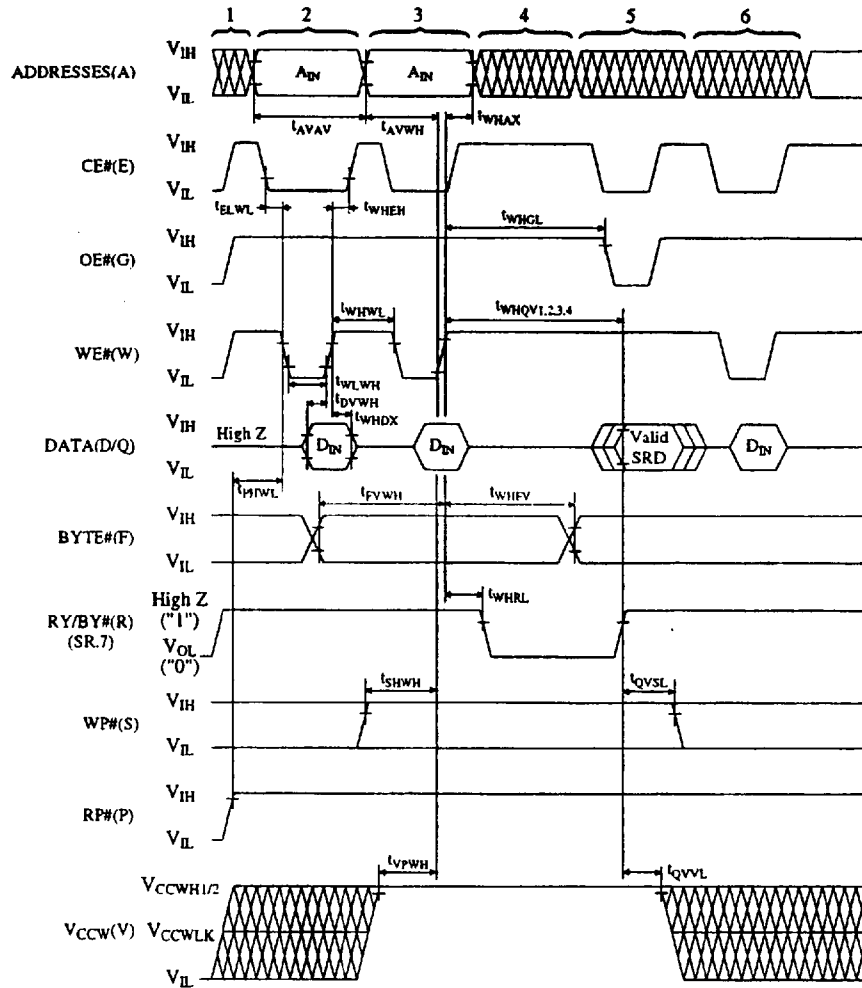 1 2 3 4 5 6
ADDRESSES(A) VIH VIL AIN AIN
tAVAV tAVWH tWHAX
CE#(E) VIH VIL
tELWL tWHEH
tWHGL
OE#(G) VIH VIL
tWHWL tWHQV1,2,3,4
WE#(W) VIH VIL
tWLWH
tDVWH
tWHDX
DATA(D/Q) VIH VIL High Z DIN DIN Valid SRD DIN
tPHWL tFVWH tWHFV
BYTE#(F) VIH VIL
tWHRL
RY/BY#(R) (SR.7) High Z ("1") VOL ("0")
tSHWH tQVSL
WP#(S) VIH VIL
RP#(P) VIH VIL
tVPWH tQVVL
VCCW(V) VCCWH1/2 VCCWLK VIL